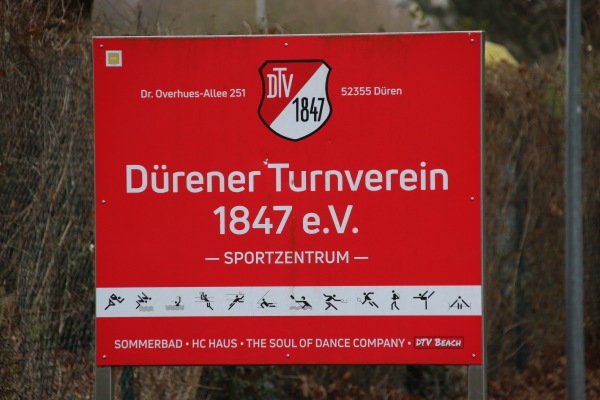 Dr. Overhues-Allee 251
DTV
1847
52355 Düren
Dürener Turnverein
1847 e.V.
— SPORTZENTRUM —
SOMMERBAD • HC HAUS • THE SOUL OF DANCE COMPANY • DTV BEACH